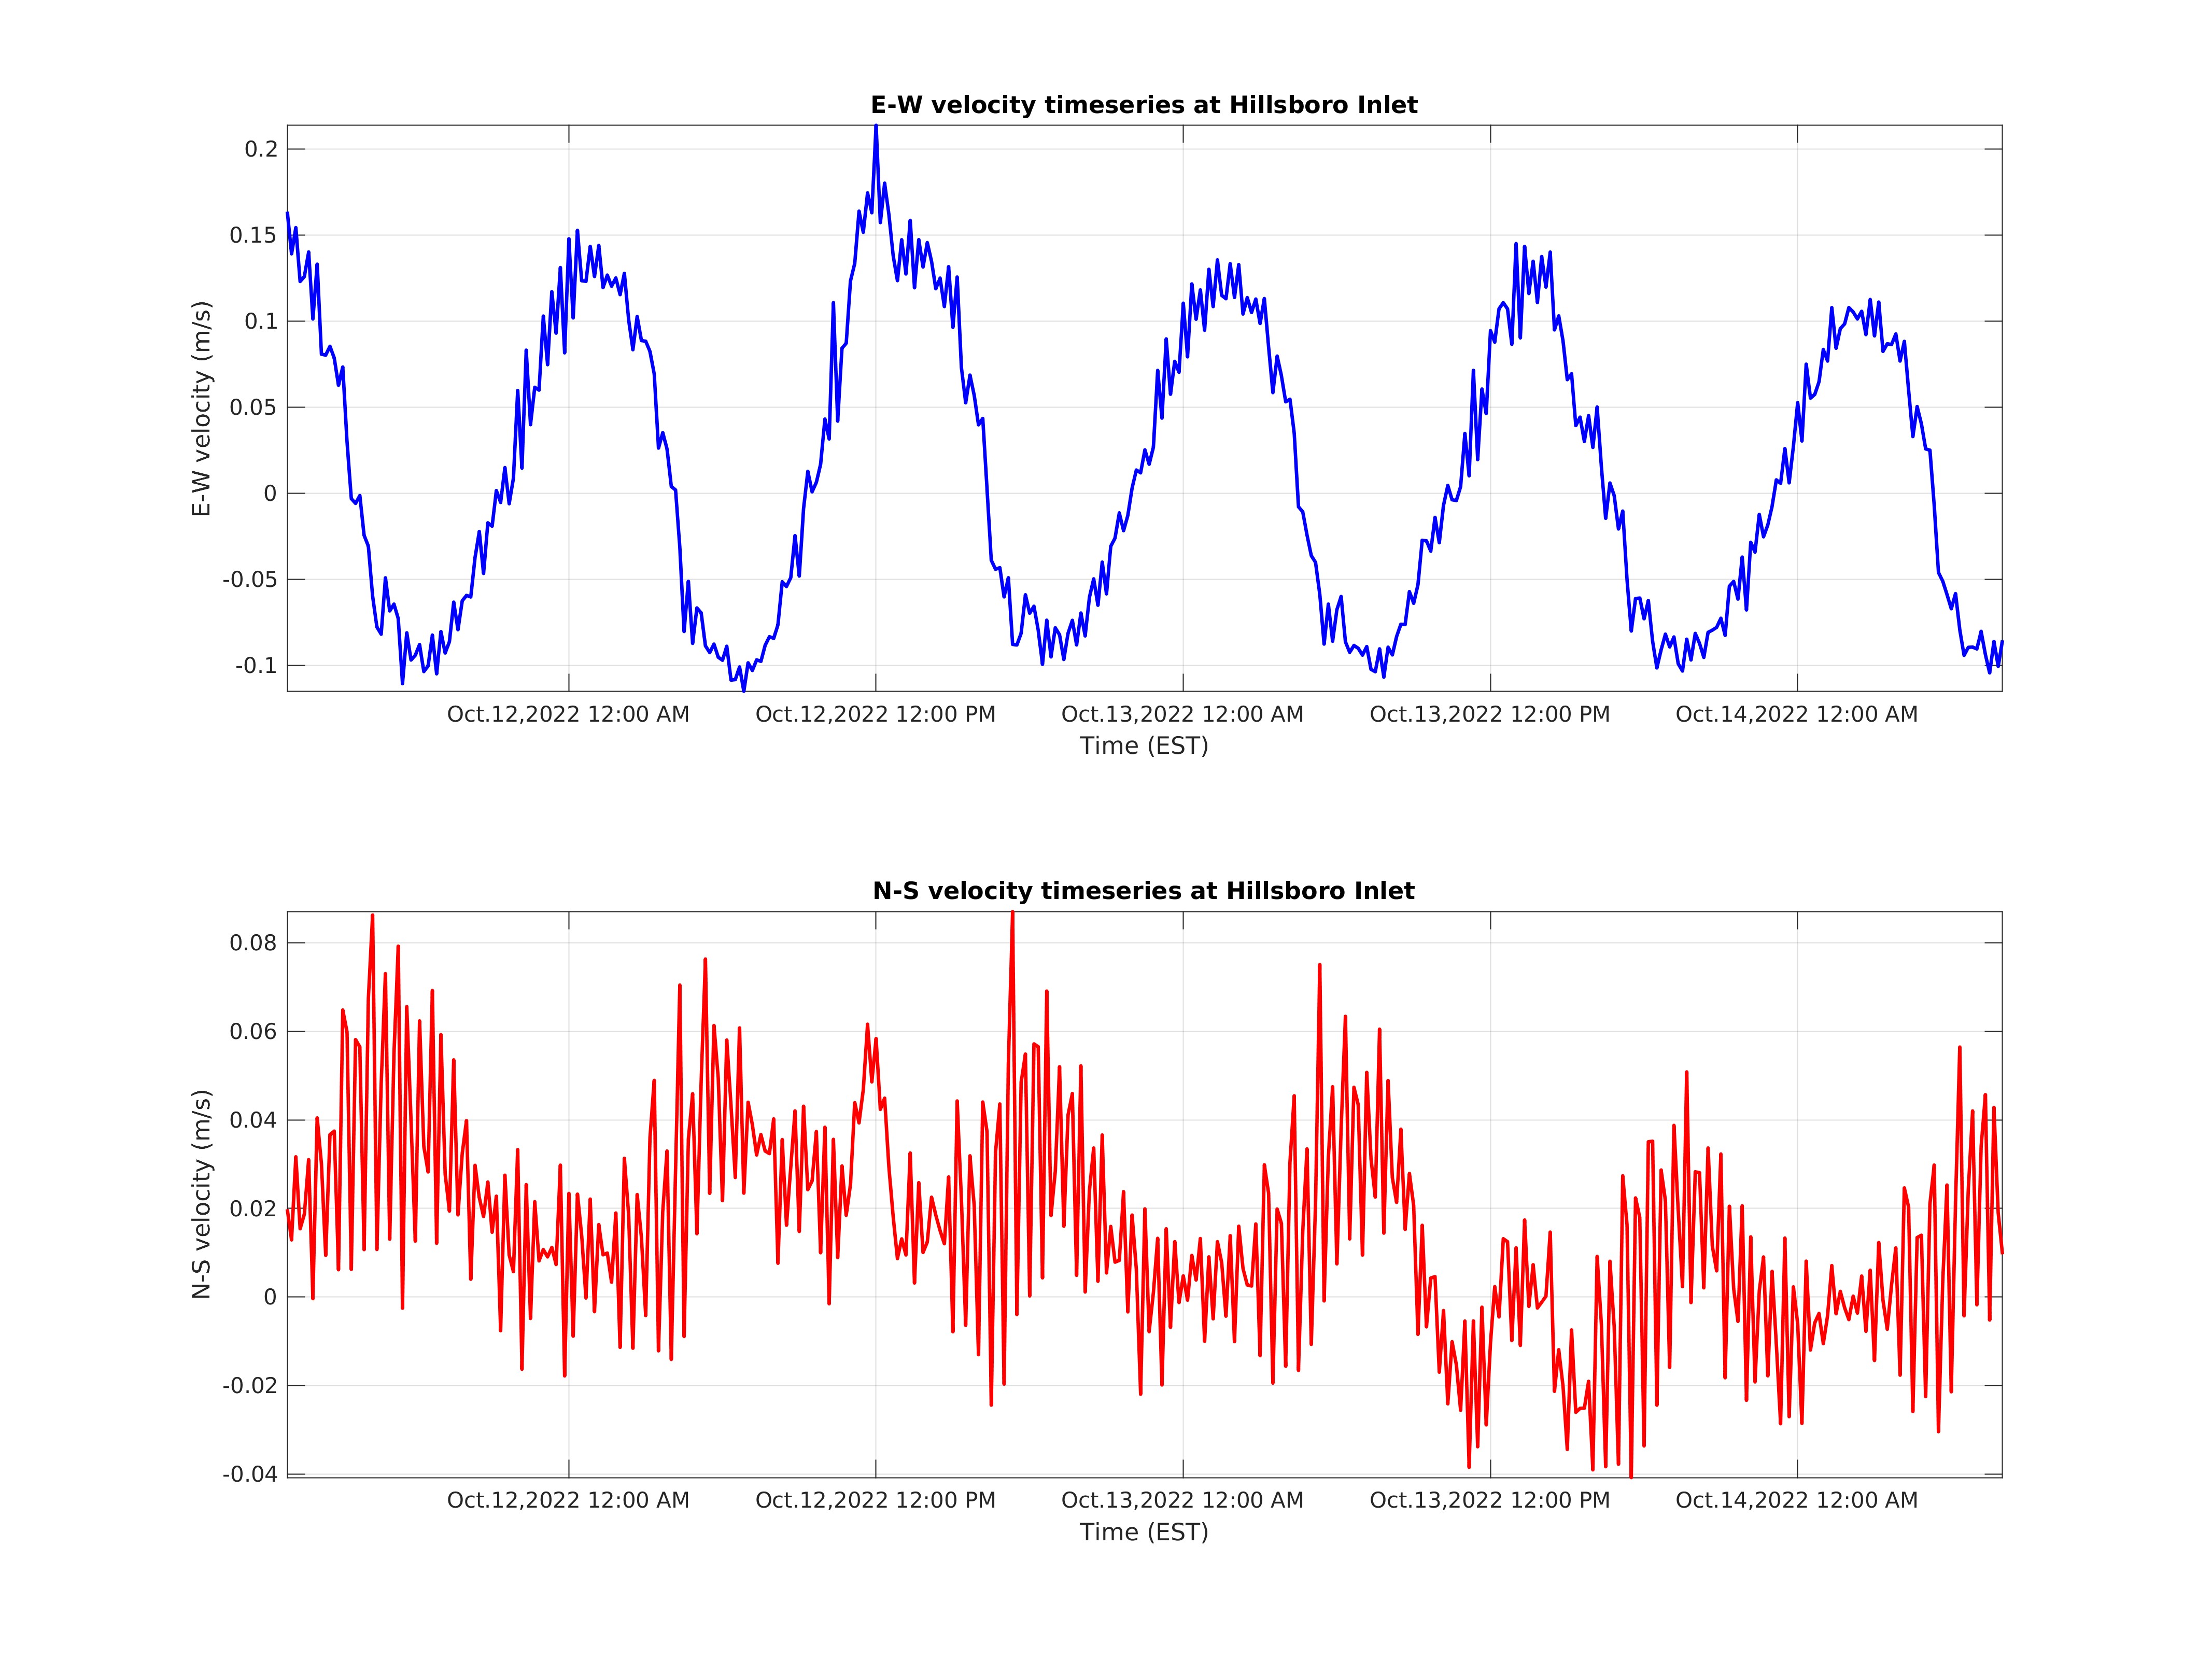 E-W velocity timeseries at Hillsboro Inlet
0.2
0.15
0.1
0.05
0
-0.05
-0.1
E-W velocity (m/s)
Oct.12,2022 12:00 AM Oct.12,2022 12:00 PM Oct.13,2022 12:00 AM Oct.13,2022 12:00 PM Oct.14,2022 12:00 AM
Time (EST)
N-S velocity timeseries at Hillsboro Inlet
0.08
0.06
0.04
0.02
0
-0.02
-0.04
N-S velocity (m/s)
Oct.12,2022 12:00 AM Oct.12,2022 12:00 PM Oct.13,2022 12:00 AM Oct.13,2022 12:00 PM Oct.14,2022 12:00 AM
Time (EST)